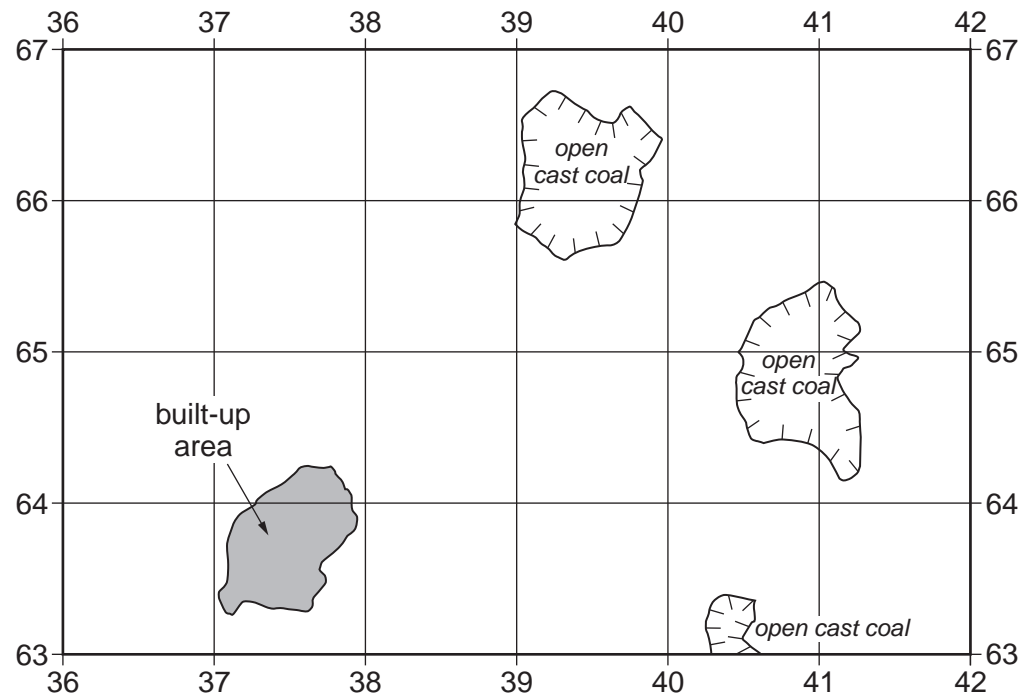 36 37 38 39 40 41 42
67 67
open
cast coal
66 66
65 65
open
cast coal
built-up
area
64 64
open cast coal
63 63
36 37 38 39 40 41 42